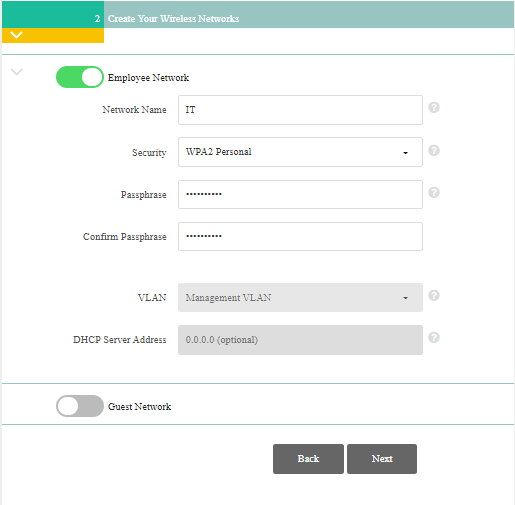 2 Create Your Wireless Networks
Employee Network
Network Name IT ?
Security WPA2 Personal ?
Passphrase •••••••••• ?
Confirm Passphrase ••••••••••
VLAN Management VLAN ?
DHCP Server Address 0.0.0.0 (optional) ?
Guest Network
Back Next